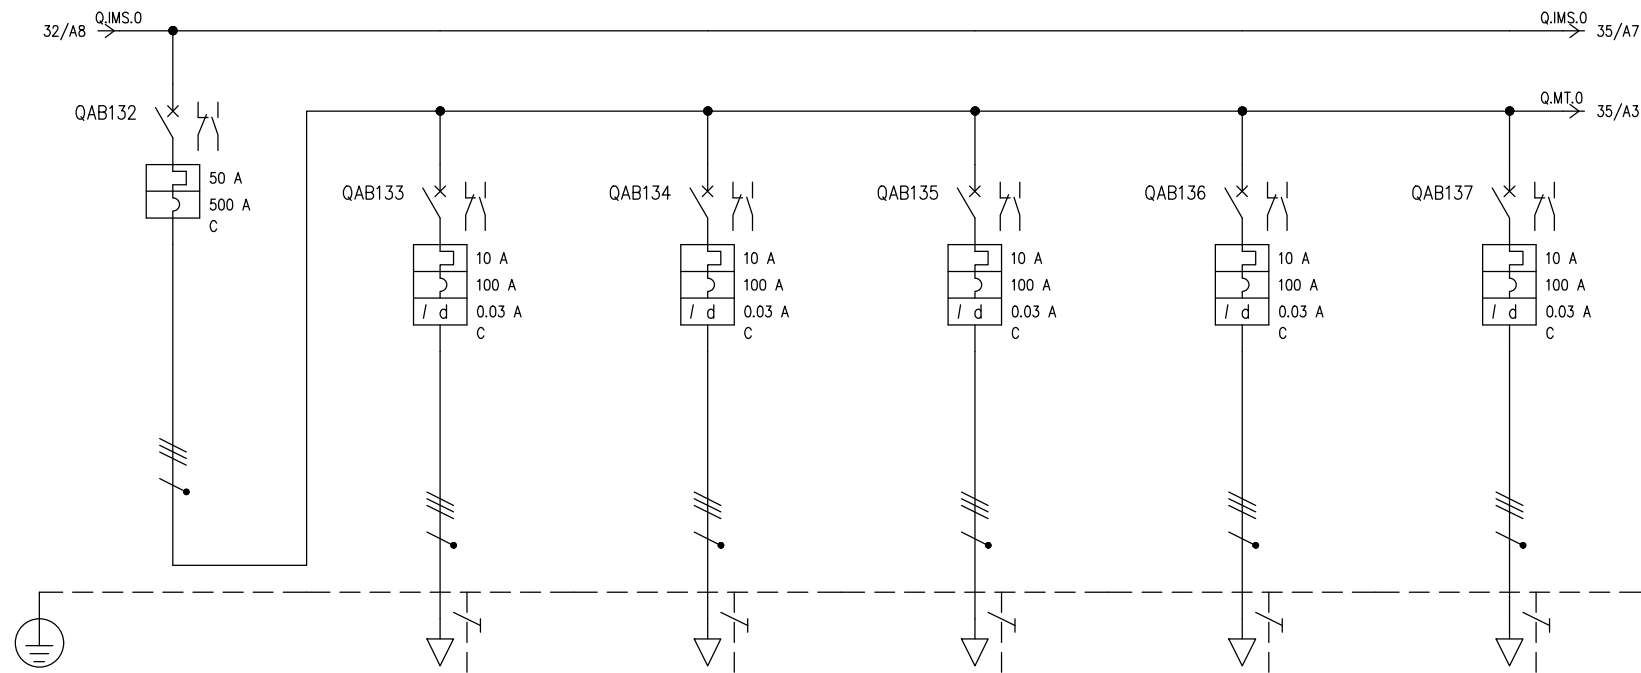 Q.IMS.0 Q.IMS.0
32/A8 35/A7
Q.MT.0
QAB132 35/A3
50 A QAB133 QAB134 QAB135 QAB136 QAB137
500 A
C
10 A 10 A 10 A 10 A 10 A
100 A 100 A 100 A 100 A 100 A
I d 0.03 A I d 0.03 A I d 0.03 A I d 0.03 A I d 0.03 A
C C C C C